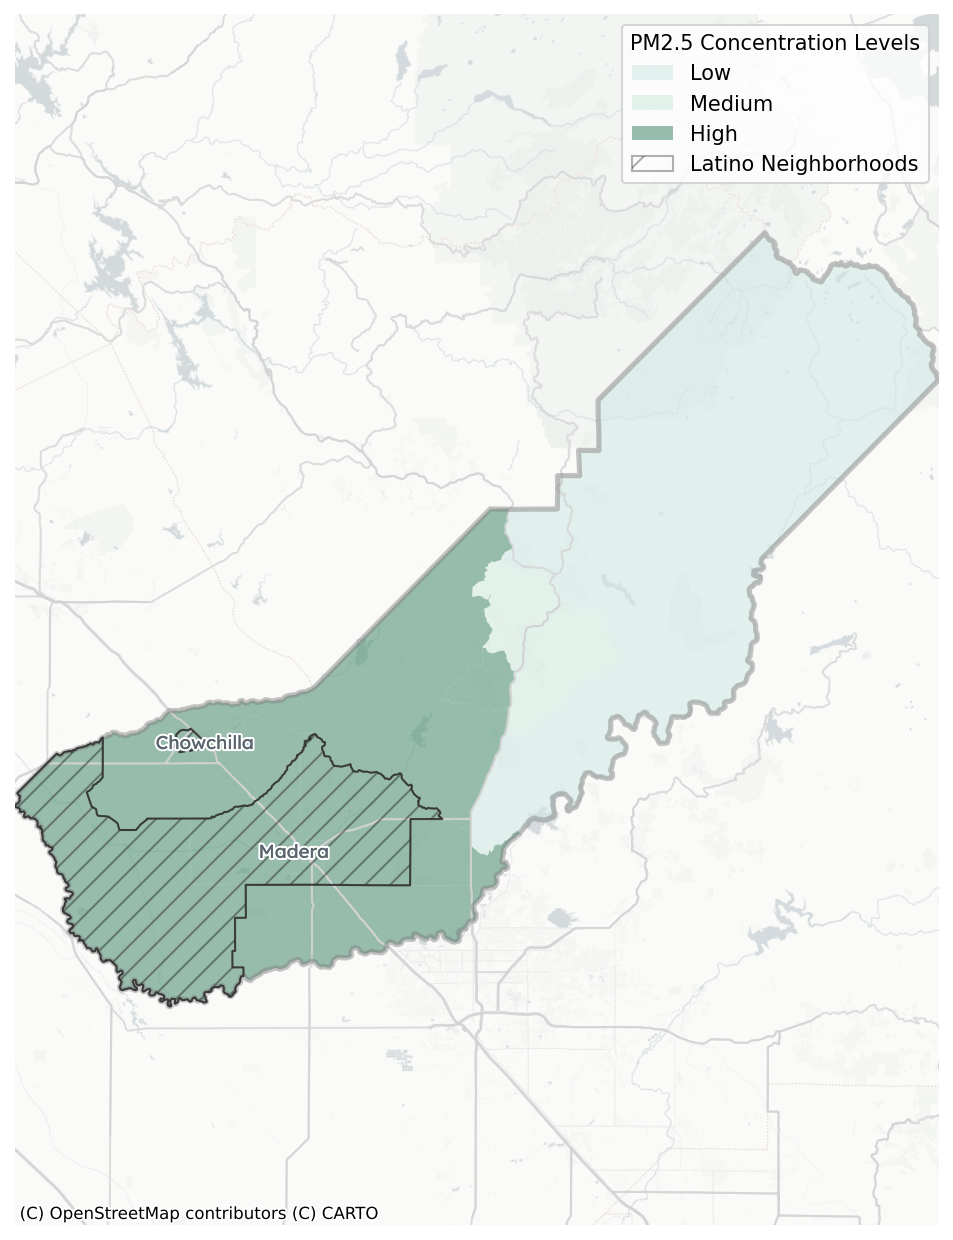 PM2.5 Concentration Levels
Low
Medium
High
Latino Neighborhoods
Chowchilla
Madera
(C) OpenStreetMap contributors (C) CARTO